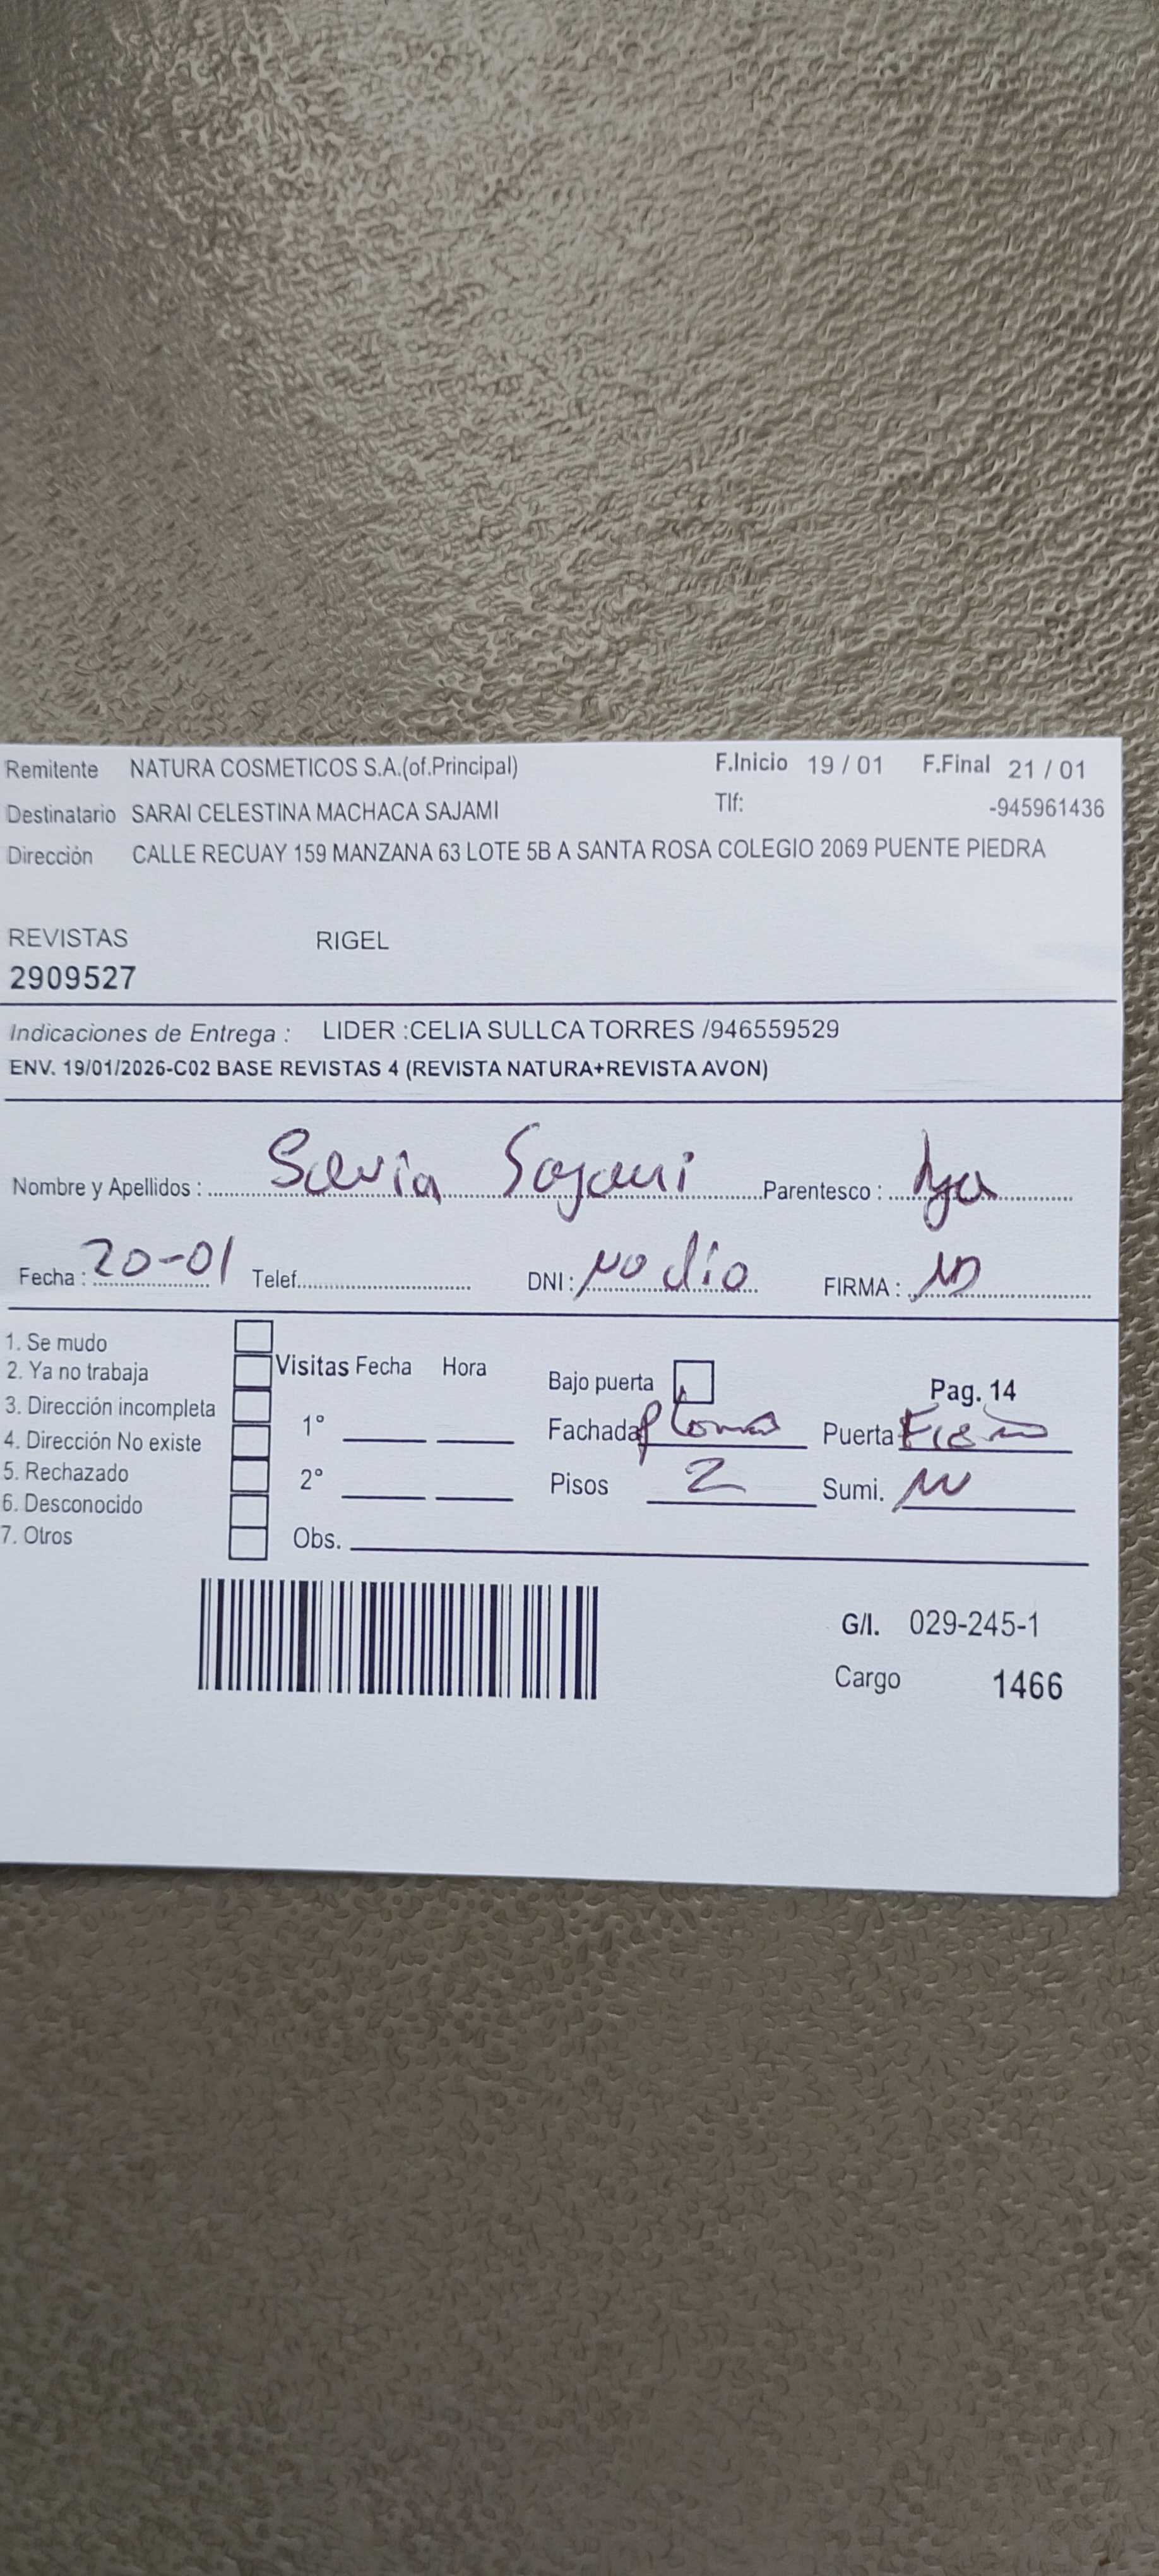 Remitente NATURA COSMETICOS S.A.(of.Principal) F.Inicio 19 / 01 F.Final 21 / 01
Destinatario SARAI CELESTINA MACHACA SAJAMI Tlf: -945961436
Dirección CALLE RECUAY 159 MANZANA 63 LOTE 5B A SANTA ROSA COLEGIO 2069 PUENTE PIEDRA
REVISTAS RIGEL
2909527
Indicaciones de Entrega : LIDER :CELIA SULLCA TORRES /946559529
ENV. 19/01/2026-C02 BASE REVISTAS 4 (REVISTA NATURA+REVISTA AVON)
Nombre y Apellidos : Sajami Parentesco :
Fecha : 20-01 Telef. DNI : no dio FIRMA :
1. Se mudo
2. Ya no trabaja Visitas Fecha Hora Bajo puerta Pag. 14
3. Dirección incompleta 1° Fachada Puerta
4. Dirección No existe
5. Rechazado 2° Pisos 2 Sumi.
6. Desconocido
7. Otros Obs.
G/I. 029-245-1
Cargo 1466